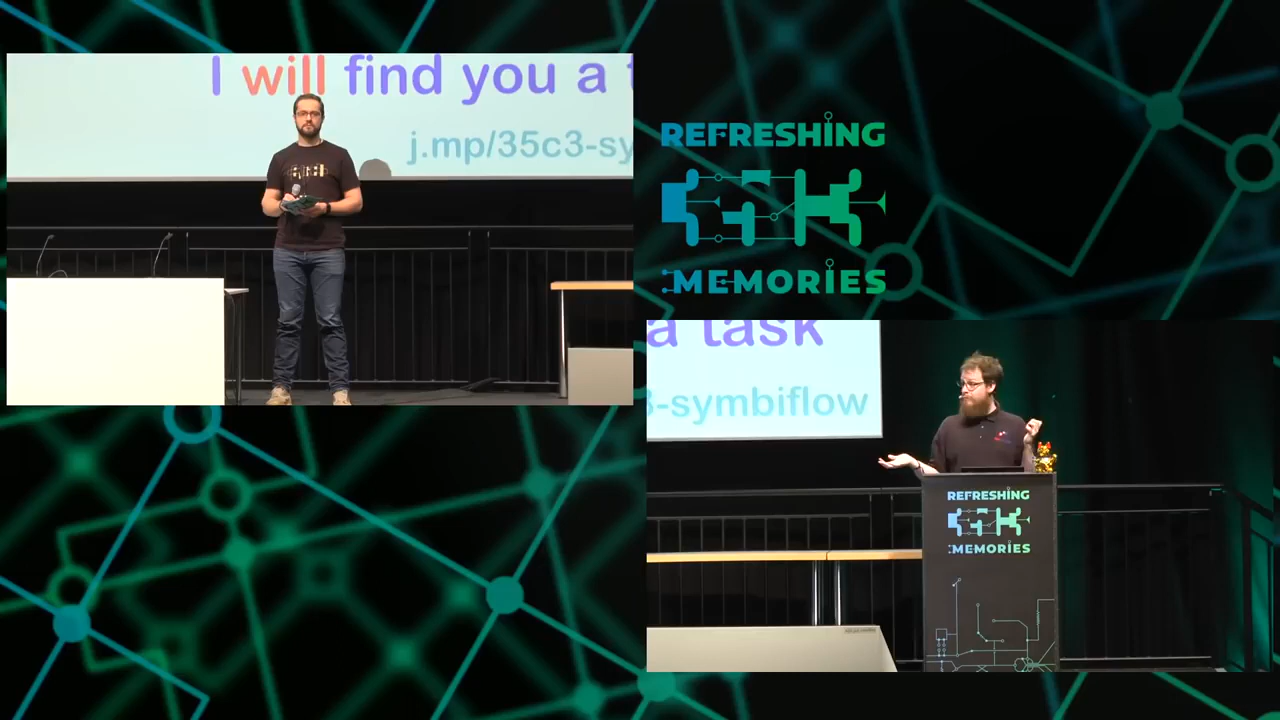 I will find you a t
j.mp/35c3-sy
REFRESHING
MEMORIES
a task
3-symbiflow
REFRESHING
MEMORIES